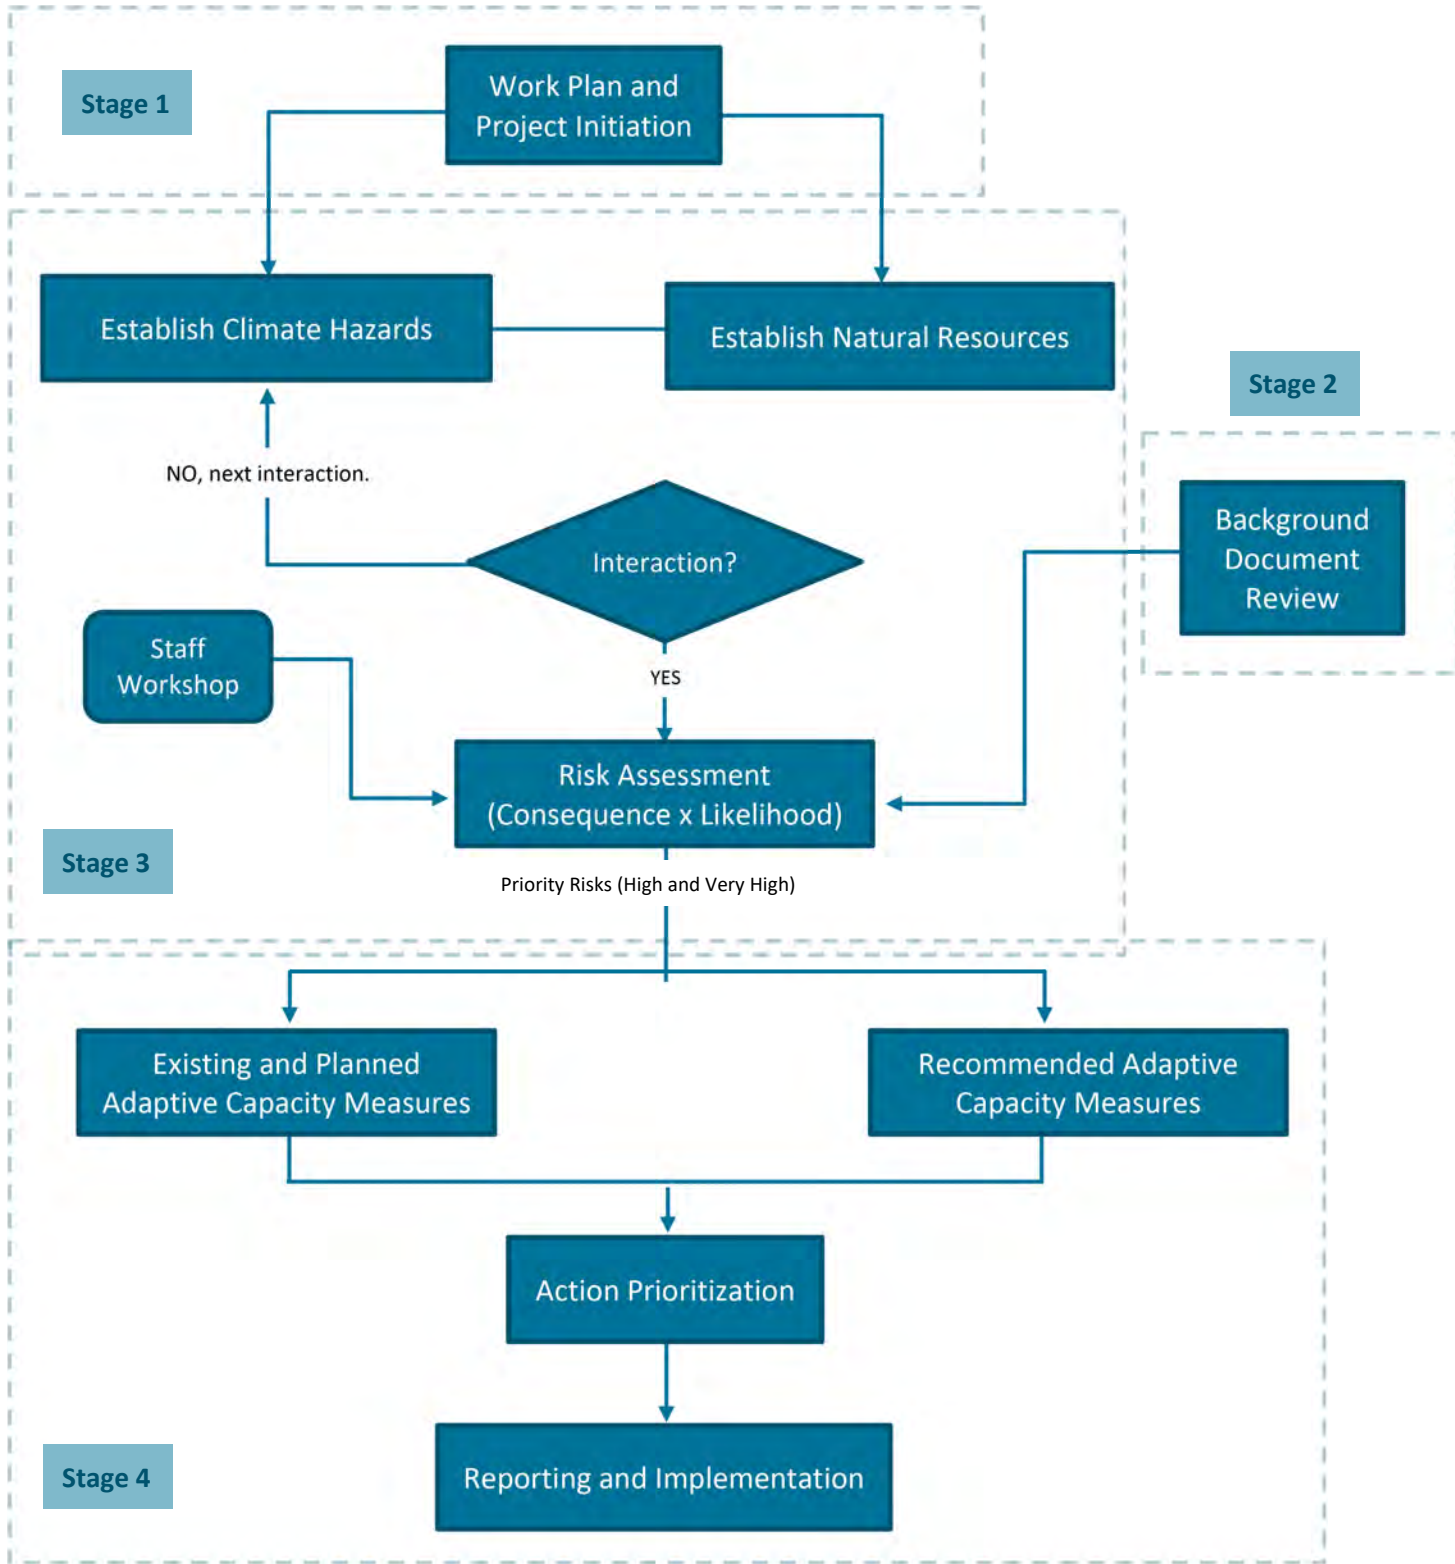 Stage 1
Work Plan and
Project Initiation
Establish Climate Hazards
Establish Natural Resources
Stage 2
NO, next interaction.
Interaction?
Background
Document
Review
Staff
Workshop
YES
Risk Assessment
(Consequence x Likelihood)
Stage 3
Priority Risks (High and Very High)
Existing and Planned
Adaptive Capacity Measures
Recommended Adaptive
Capacity Measures
Action Prioritization
Stage 4
Reporting and Implementation